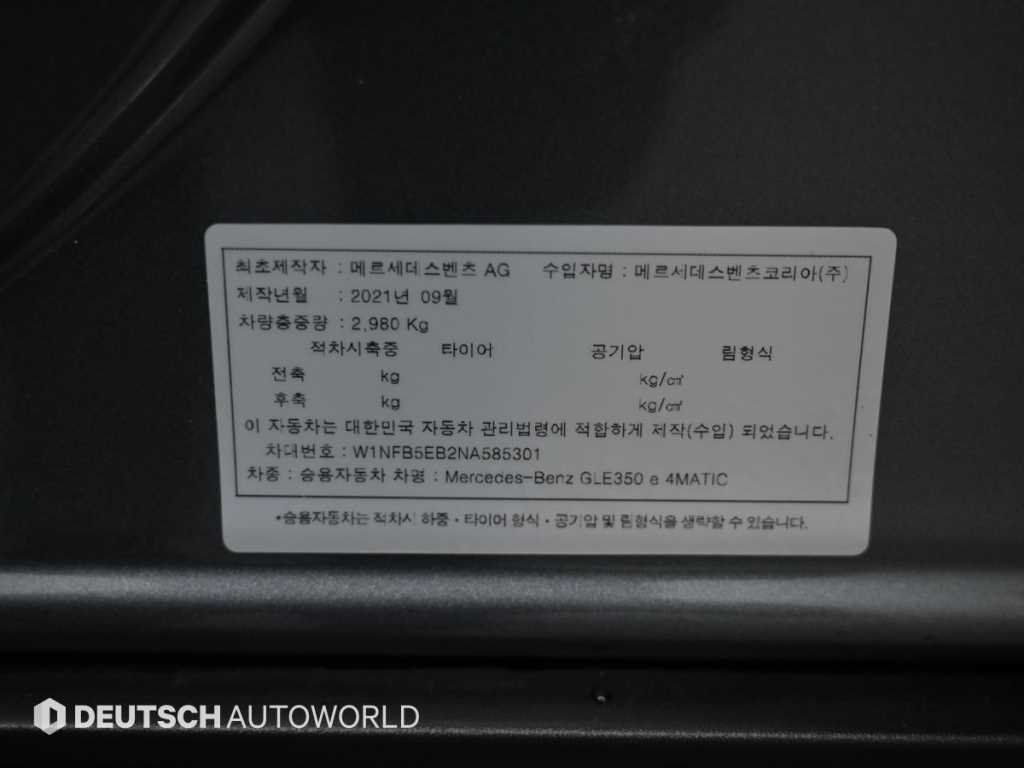 최초제작자 : 메르세데스벤츠 AG 수입자명 : 메르세데스벤츠코리아(주)
제작년월 : 2021년 09월
차량총중량 : 2,980 Kg
적차시축중 타이어 공기압 림형식
전축 kg kg/㎠
후축 kg kg/㎠
이 자동차는 대한민국 자동차 관리법령에 적합하게 제작(수입) 되었습니다.
차대번호 : W1NFB5EB2NA585301
차종 : 승용자동차 차명 : Mercedes-Benz GLE350 e 4MATIC
*승용자동차는 적차시 하중·타이어 형식·공기압 및 림형식을 생략할 수 있습니다.
DEUTSCH AUTOWORLD